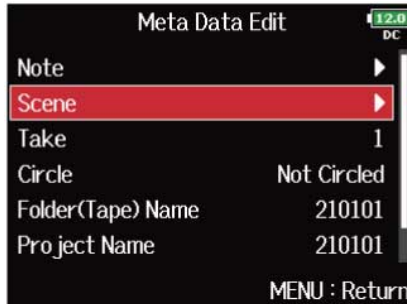 Meta Data Edit 12.0
DC
Note
Scene
Take 1
Circle Not Circled
Folder(Tape) Name 210101
Project Name 210101
MENU : Return